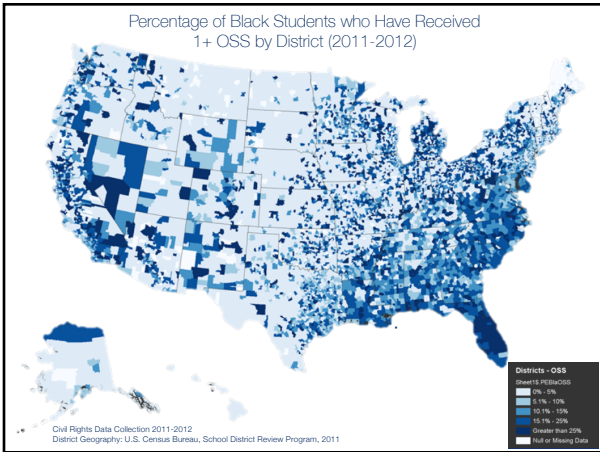 Percentage of Black Students who Have Received
1+ OSS by District (2011-2012)
Civil Rights Data Collection 2011-2012
District Geography: U.S. Census Bureau, School District Review Program, 2011
Districts - OSS
Sheet1$ PEBlaOSS
0% - 5%
5.1% - 10%
10.1% - 15%
15.1% - 25%
Greater than 25%
Null or Missing Data